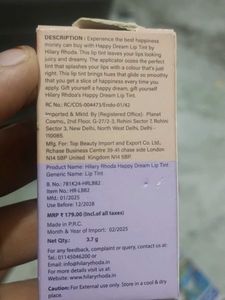 DESCRIPTION: Experience the best happiness
money can buy with Happy Dream Lip Tint by
Hilary Rhoda. This lip tint leaves your lips looking
juicy and dreamy. The applicator oozes the perfect
tint that splashes your lips with a colour that's just
right. This lip tint brings hues that glide so smoothly
that you get a slice of happiness every time you
apply. Gift yourself a happy dream, gift yourself
Hilary Rhoda's Happy Dream Lip Tint.
RC No.: RC/COS-004473/Endo-01/42
Imported & Mktd. By (Registered Office): Planet
Cosmo, 2nd Floor, G-27/2-3, Rohini Sector 7, Rohini
Sector 3, New Delhi, North West Delhi, Delhi -
110085.
Mfg. For: Top Beauty Import and Export Co. Ltd,
Rchase Business Centre 39-41 chase side London
N14 5BP United Kingdom N14 5BP.
Product Name: Hilary Rhoda Happy Dream Lip Tint
Generic Name: Lip Tint
B. No.: 781K24-HRLB82
Item No: HR-LB82
Mfg: 01/2025
Use Before: 12/2028
MRP ₹ 179.00 (Incl.of all taxes)
Made in P.R.C.
Month & Year of Import: 02/2025
Net Qty.: 3.7 g
For any feedback, complaint or query, contact us at:
Tel. No.: 01145046200 or
Email at: info@hilaryrhoda.in
For more details visit us at
Website: www.hilaryrhoda.in
Caution: For External use only. Store in a cool & dry
place.